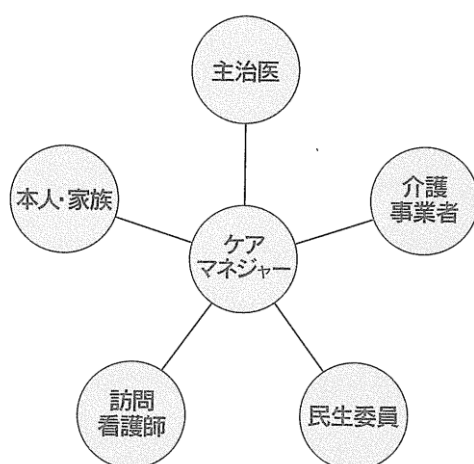 主治医
本人・家族
介護
事業者
ケア
マネジャー
訪問
看護師
民生委員